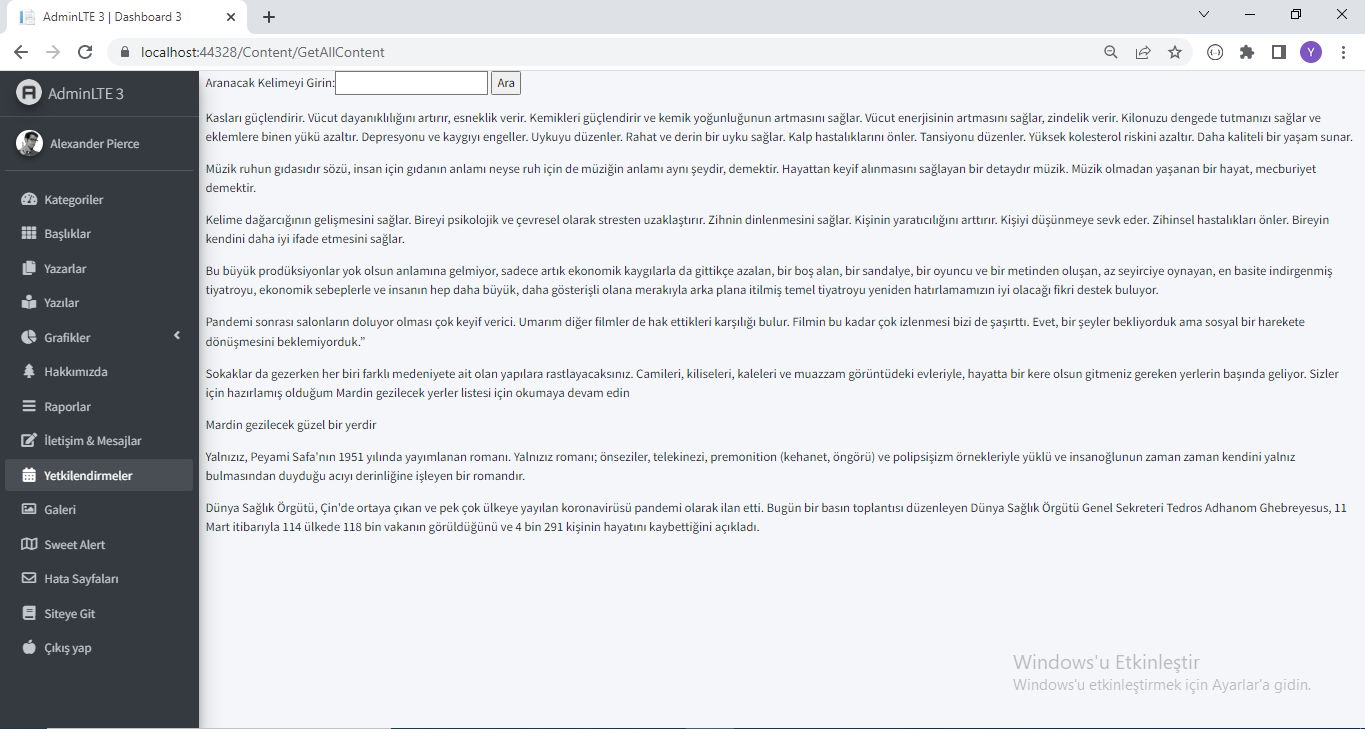 AdminLTE 3 | Dashboard 3
localhost:44328/Content/GetAllContent
Y
AdminLTE 3
Alexander Pierce
Kategoriler
Başlıklar
Yazarlar
Yazılar
Grafikler
Hakkımızda
Raporlar
İletişim & Mesajlar
Yetkilendirmeler
Galeri
Sweet Alert
Hata Sayfaları
Siteye Git
Çıkış yap
Aranacak Kelimeyi Girin: Ara
Kasları güçlendirir. Vücut dayanıklılığını artırır, esneklik verir. Kemikleri güçlendirir ve kemik yoğunluğunun artmasını sağlar. Vücut enerjisinin artmasını sağlar, zindelik verir. Kilonuzu dengede tutmanızı sağlar ve
eklemlere binen yükü azaltır. Depresyonu ve kaygıyı engeller. Uykuyu düzenler. Rahat ve derin bir uyku sağlar. Kalp hastalıklarını önler. Tansiyonu düzenler. Yüksek kolesterol riskini azaltır. Daha kaliteli bir yaşam sunar.
Müzik ruhun gıdasıdır sözü, insan için gıdanın anlamı neyse ruh için de müziğin anlamı aynı şeydir, demektir. Hayattan keyif alınmasını sağlayan bir detaydır müzik. Müzik olmadan yaşanan bir hayat, mecburiyet
demektir.
Kelime dağarcığının gelişmesini sağlar. Bireyi psikolojik ve çevresel olarak stresten uzaklaştırır. Zihnin dinlenmesini sağlar. Kişinin yaratıcılığını arttırır. Kişiyi düşünmeye sevk eder. Zihinsel hastalıkları önler. Bireyin
kendini daha iyi ifade etmesini sağlar.
Bu büyük prodüksiyonlar yok olsun anlamına gelmiyor, sadece artık ekonomik kaygılarla da gittikçe azalan, bir boş alan, bir sandalye, bir oyuncu ve bir metinden oluşan, az seyirciye oynayan, en basite indirgenmiş
tiyatroyu, ekonomik sebeplerle ve insanın hep daha büyük, daha gösterişli olana merakıyla arka plana itilmiş temel tiyatroyu yeniden hatırlamamızın iyi olacağı fikri destek buluyor.
Pandemi sonrası salonların doluyor olması çok keyif verici. Umarım diğer filmler de hak ettikleri karşılığı bulur. Filmin bu kadar çok izlenmesi bizi de şaşırttı. Evet, bir şeyler bekliyorduk ama sosyal bir harekete
dönüşmesini beklemiyorduk.”
Sokaklar da gezerken her biri farklı medeniyete ait olan yapılara rastlayacaksınız. Camileri, kiliseleri, kaleleri ve muazzam görüntüdeki evleriyle, hayatta bir kere olsun gitmeniz gereken yerlerin başında geliyor. Sizler
için hazırlamış olduğum Mardin gezilecek yerler listesi için okumaya devam edin
Mardin gezilecek güzel bir yerdir
Yalnızız, Peyami Safa'nın 1951 yılında yayımlanan romanı. Yalnızız romanı; önseziler, telekinezi, premonition (kehanet, öngörü) ve polipsişizm örnekleriyle yüklü ve insanoğlunun zaman zaman kendini yalnız
bulmasından duyduğu acıyı derinliğine işleyen bir romandır.
Dünya Sağlık Örgütü, Çin'de ortaya çıkan ve pek çok ülkeye yayılan koronavirüsü pandemi olarak ilan etti. Bugün bir basın toplantısı düzenleyen Dünya Sağlık Örgütü Genel Sekreteri Tedros Adhanom Ghebreyesus, 11
Mart itibarıyla 114 ülkede 118 bin vakanın görüldüğünü ve 4 bin 291 kişinin hayatını kaybettiğini açıkladı.
Windows'u Etkinleştir
Windows'u etkinleştirmek için Ayarlar'a gidin.